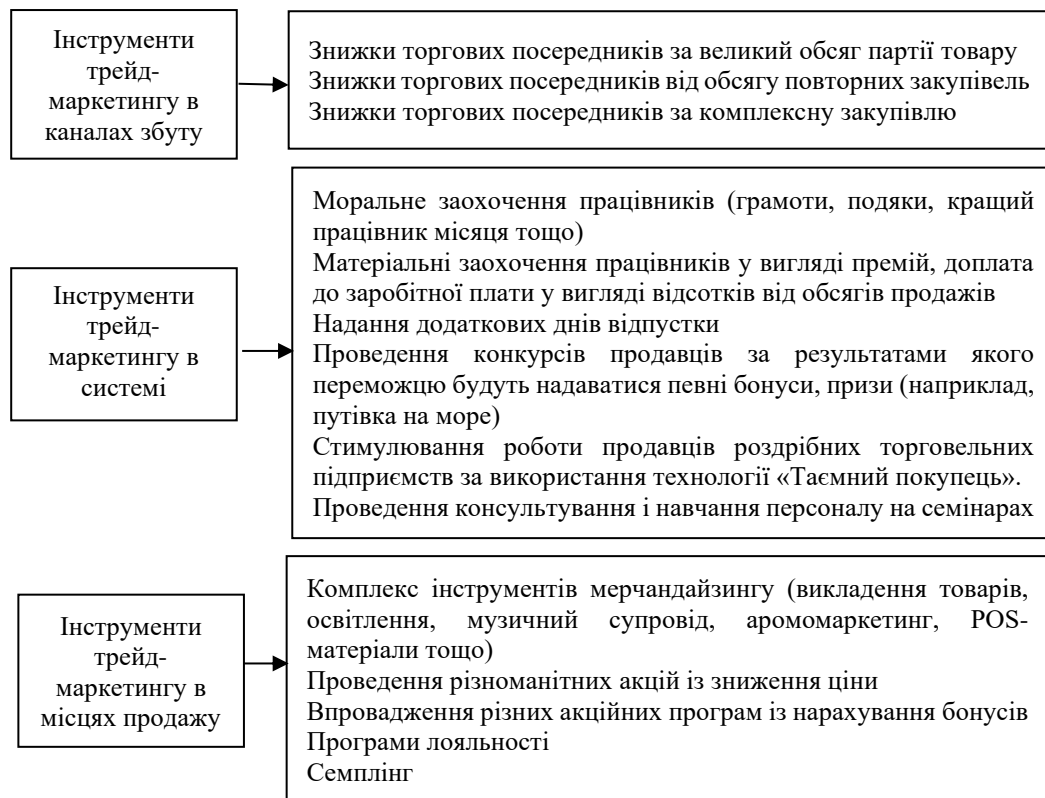 Інструменти
трейд-
маркетингу в
каналах збуту
Знижки торгових посередників за великий обсяг партії товару
Знижки торгових посередників від обсягу повторних закупівель
Знижки торгових посередників за комплексну закупівлю
Інструменти
трейд-
маркетингу в
системі
Моральне заохочення працівників (грамоти, подяки, кращий
працівник місяця тощо)
Матеріальні заохочення працівників у вигляді премій, доплата
до заробітної плати у вигляді відсотків від обсягів продажів
Надання додаткових днів відпустки
Проведення конкурсів продавців за результатами якого
переможцю будуть надаватися певні бонуси, призи (наприклад,
путівка на море)
Стимулювання роботи продавців роздрібних торговельних
підприємств за використання технології «Таємний покупець».
Проведення консультування і навчання персоналу на семінарах
Інструменти
трейд-
маркетингу в
місцях продажу
Комплекс інструментів мерчандайзингу (викладення товарів,
освітлення, музичний супровід, аромомаркетинг, POS-
матеріали тощо)
Проведення різноманітних акцій із зниження ціни
Впровадження різних акційних програм із нарахування бонусів
Програми лояльності
Семплінг